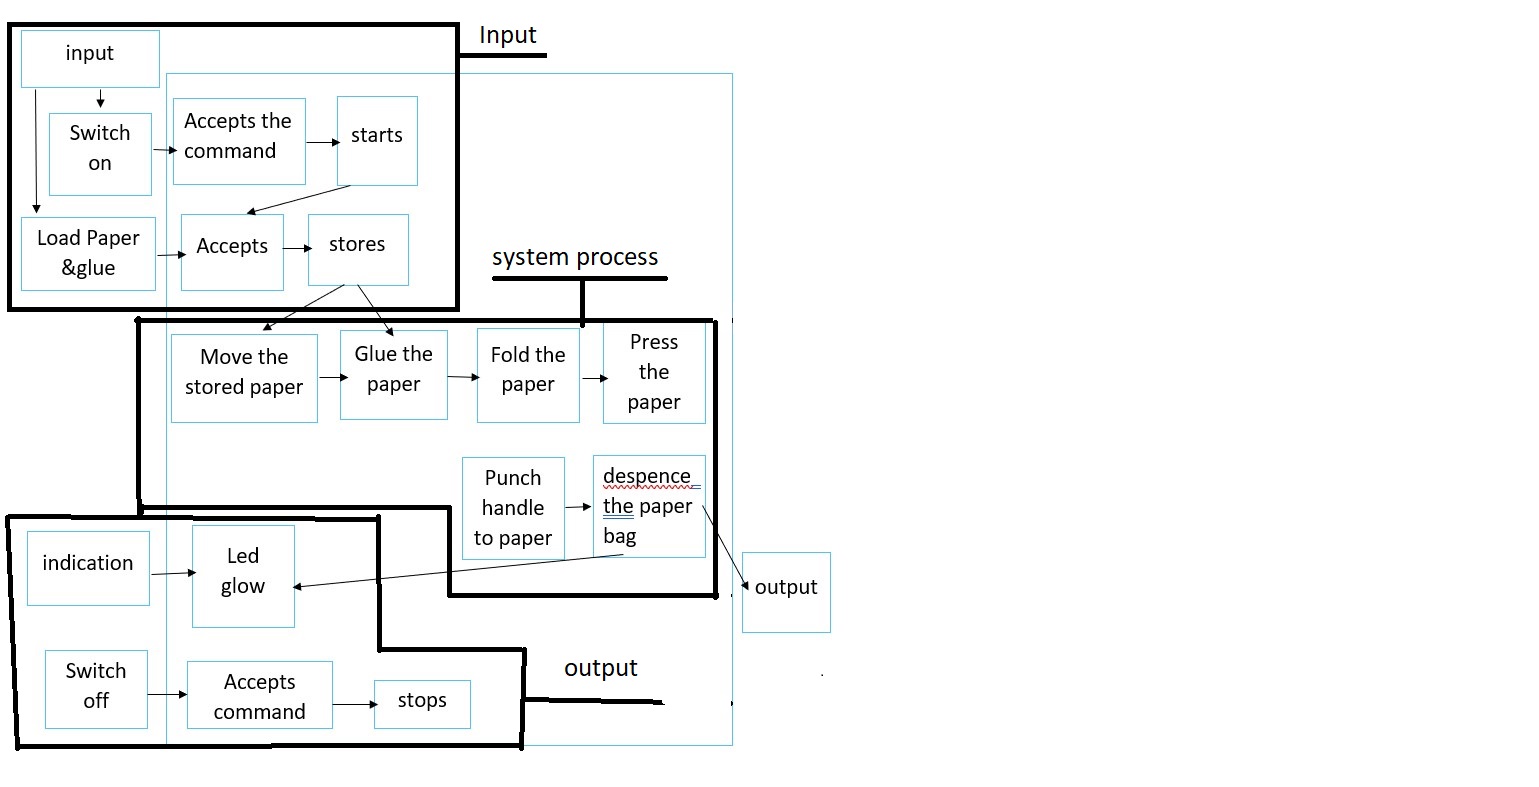 Input
input
Switch
on
Accepts the
command
starts
Load Paper
&glue
Accepts
stores
system process
Move the
stored paper
Glue the
paper
Fold the
paper
Press
the
paper
Punch
handle
to paper
despence
the paper
bag
indication
Led
glow
output
Switch
off
Accepts
command
stops
output